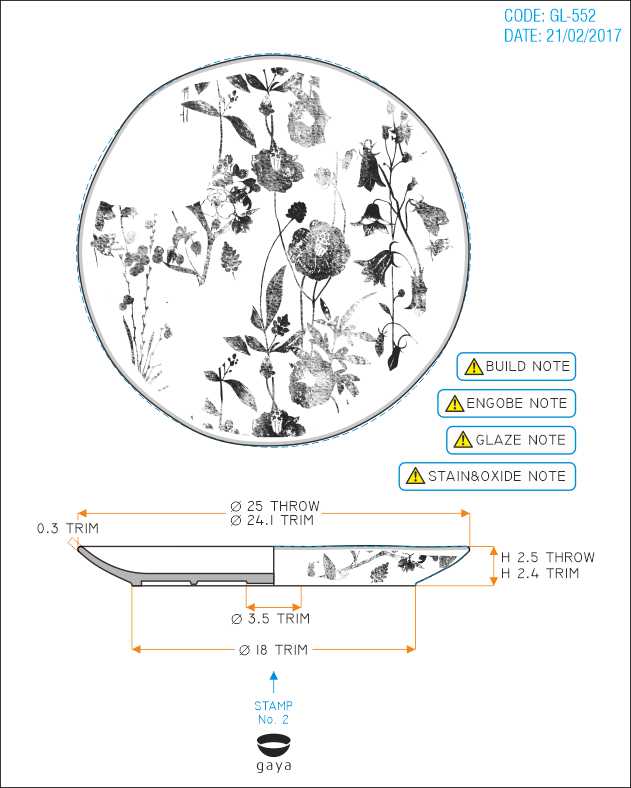 CODE: GL-552
DATE: 21/02/2017
BUILD NOTE
ENGOBE NOTE
GLAZE NOTE
STAIN&OXIDE NOTE
Ø 25 THROW
Ø 24.1 TRIM
0.3 TRIM
H 2.5 THROW
H 2.4 TRIM
Ø 3.5 TRIM
Ø 18 TRIM
STAMP
No. 2
gaya